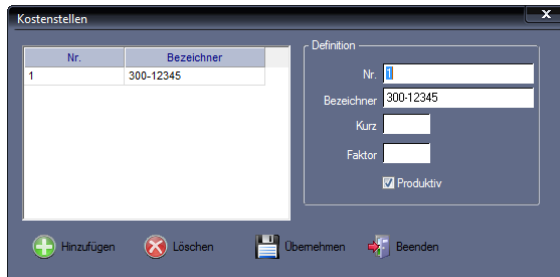 Kostenstellen
x
Nr. Bezeichner
1 300-12345
Definition
Nr. 1
Bezeichner 300-12345
Kurz
Faktor
Produktiv
Hinzufügen Löschen Übernehmen Beenden